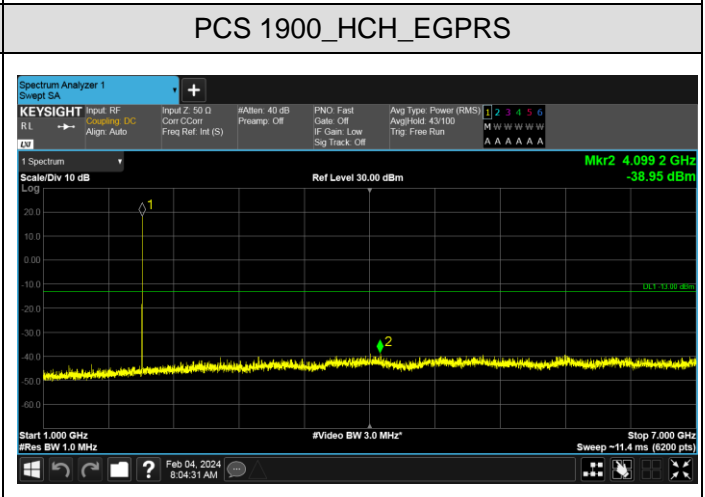 PCS 1900_HCH_EGPRS
Spectrum Analyzer 1
Swept SA
+
KEYSIGHT Input: RF Input Z: 50 Ω #Atten: 40 dB PNO: Fast Avg Type: Power (RMS) 1 2 3 4 5 6
RL Coupling: DC Corr CCorr Preamp: Off Gate: Off Avg|Hold: 43/100 M W W W W W
Align: Auto Freq Ref: Int (S) IF Gain: Low Trig: Free Run
LXI Sig Track: Off A A A A A A
1 Spectrum
Mkr2 4.099 2 GHz
Scale/Div 10 dB Ref Level 30.00 dBm -38.95 dBm
Log
1
20.0
10.0
0.00
-10.0
DL1 -13.00 dBm
-20.0
-30.0
2
-40.0
-50.0
-60.0
Start 1.000 GHz #Video BW 3.0 MHz* Stop 7.000 GHz
#Res BW 1.0 MHz Sweep ~11.4 ms (6200 pts)
? Feb 04, 2024
8:04:31 AM